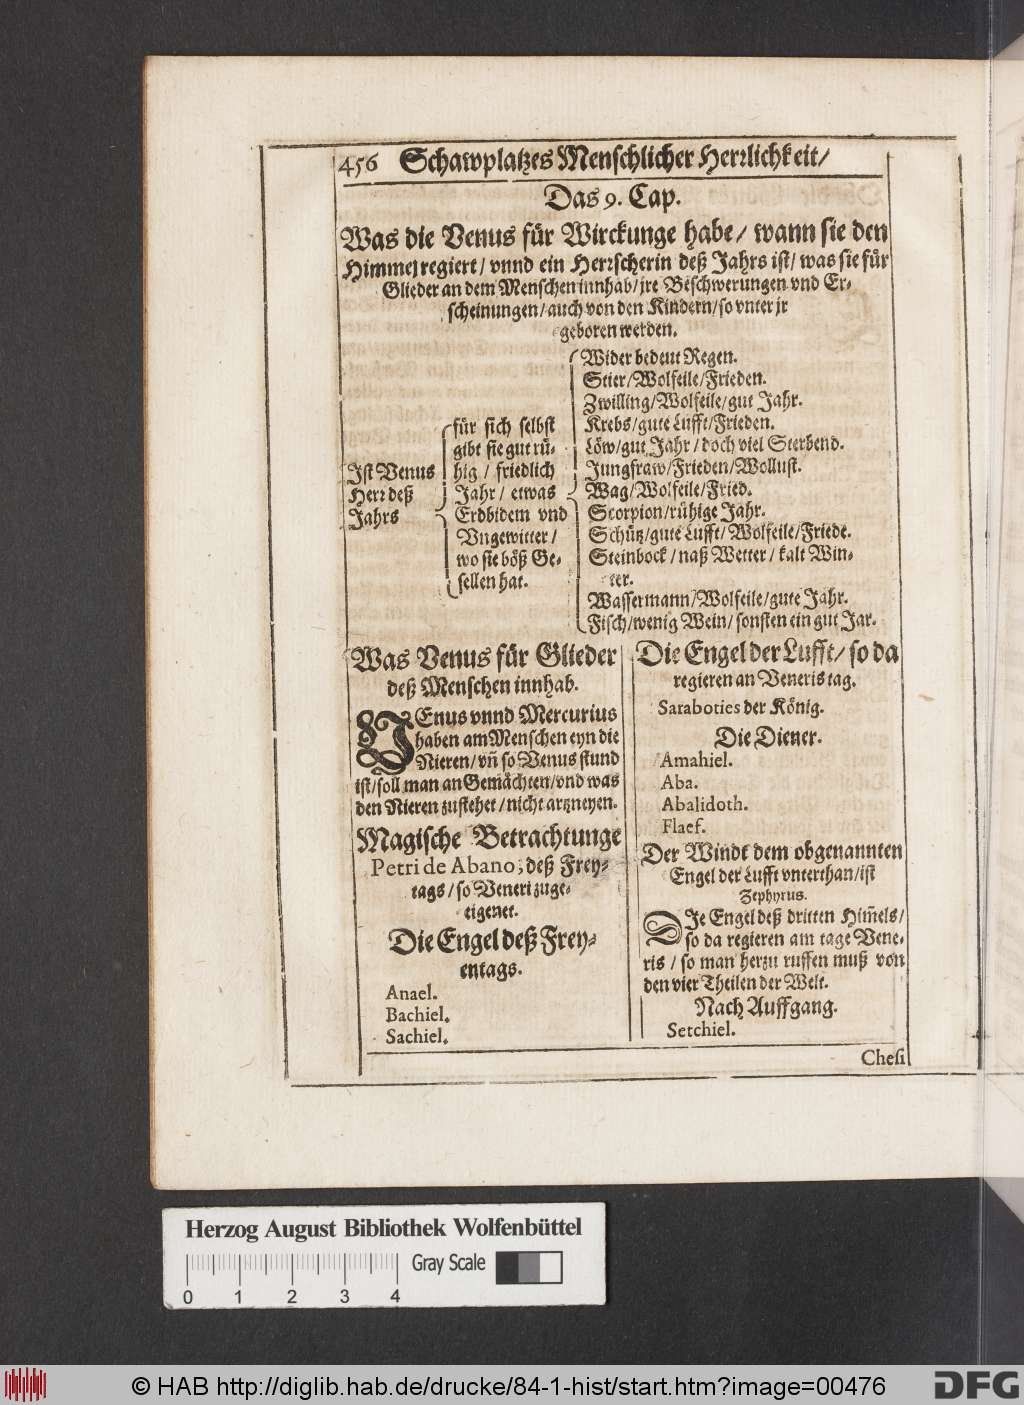 456 Schawplatzes Menschlicher Herrlichkeit/
Das 9. Cap.
Was die Venus für Wirckunge habe/ wann sie den
Himmel regiert/ vnnd ein Herrscherin deß Jahrs ist/ was sie für
Glieder an dem Menschen innhab/ jre Beschwerungen vnd Er-
scheinungen/ auch von den Kindern/ so vnter jr
geboren werden.
Ist Venus
Herr deß
Jahrs
für sich selbst
gibt sie gut rü-
hig / friedlich
Jahr / etwas
Erdbidem vnd
Vngewitter /
wo sie böß Ge-
sellen hat.
Wider bedeut Regen.
Stier/ Wolfeile/ Frieden.
Zwilling/ Wolfeile/ gut Jahr.
Krebs/ gute Lufft/ Frieden.
Löw/ gut Jahr/ doch viel Sterbend.
Jungfraw/ Frieden/ Wollust.
Wag/ Wolfeile/ Fried.
Scorpion/ rühige Jahr.
Schütz/ gute Lufft/ Wolfeile/ Friede.
Steinbock / naß Wetter / kalt Win-
ter.
Wassermann/ Wolfeile/ gute Jahr.
Fisch/ wenig Wein/ sonsten ein gut Jar.
Was Venus für Glieder
deß Menschen innhab.
VEnus vnnd Mercurius
haben am Menschen eyn die
Nieren/ vñ so Venus stund
ist/ soll man an Gemächten/ vnd was
den Nieren zustehet/ nicht artzneyen.
Magische Betrachtunge
Petri de Abano, deß Frey-
tags/ so Veneri zuge-
eigenet.
Die Engel deß Frey-
entags.
Anael.
Bachiel.
Sachiel.
Die Engel der Lufft/ so da
regieren an Veneris tag.
Saraboties der König.
Die Diener.
Amahiel.
Aba.
Abalidoth.
Flaef.
Der Windt dem obgenannten
Engel der Lufft vnterthan/ ist
Zephyrus.
DJe Engel deß dritten Him̃els/
so da regieren am tage Vene-
ris / so man herzu ruffen muß von
den vier Theilen der Welt.
Nach Auffgang.
Setchiel.
Chesi
Herzog August Bibliothek Wolfenbüttel
0 1 2 3 4
Gray Scale
© HAB http://diglib.hab.de/drucke/84-1-hist/start.htm?image=00476
DFG